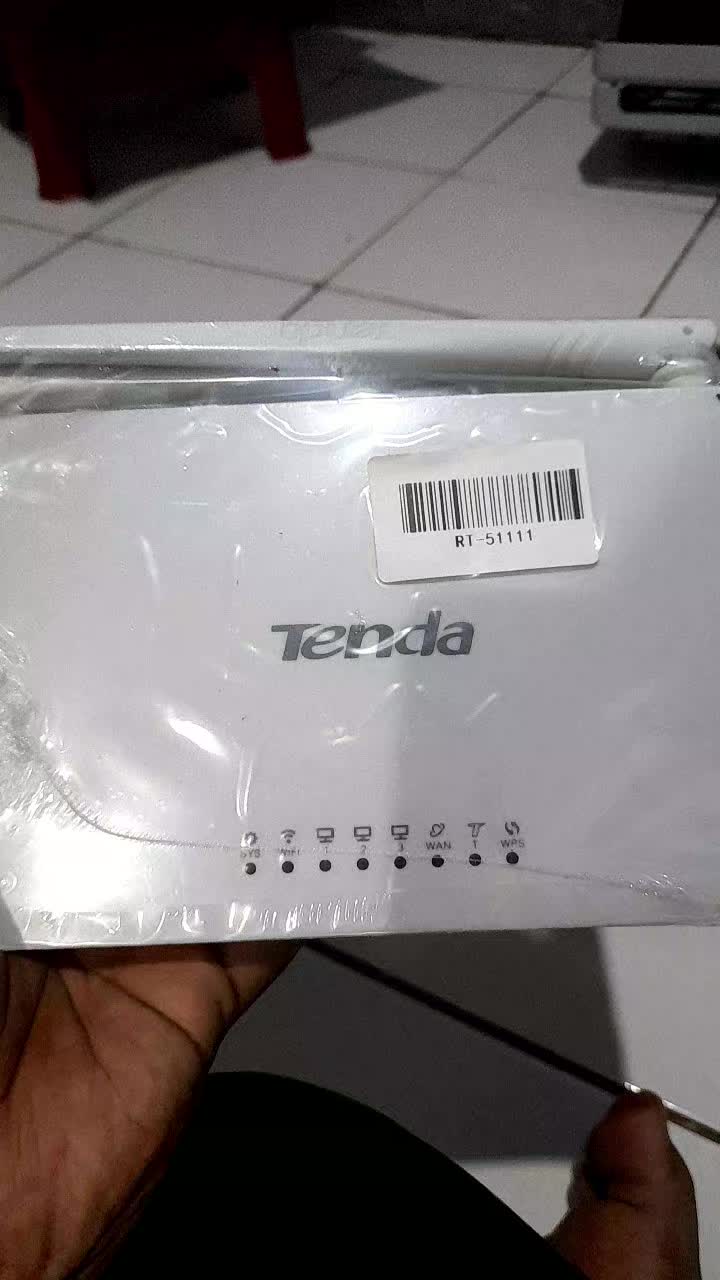 RT-51111
Tenda
SYS WiFi 1 2 3 WAN T WPS